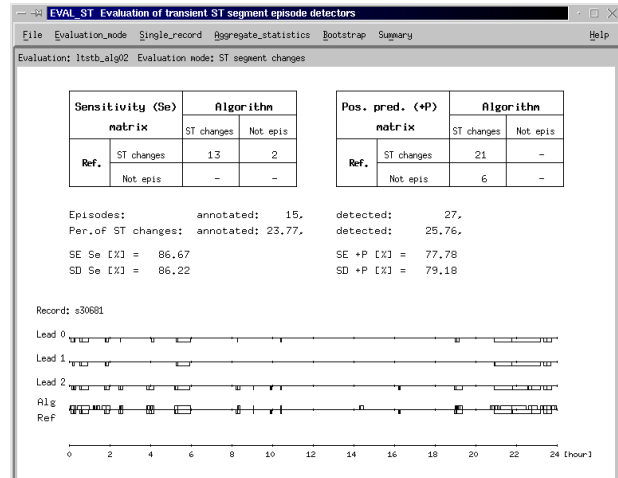 EVAL_ST Evaluation of transient ST segment episode detectors
File Evaluation_mode Single_record Aggregate_statistics Bootstrap Summary Help
Evaluation: ltstb_alg02 Evaluation mode: ST segment changes
Sensitivity (Se) matrix Algorithm
ST changes Not epis
Ref. ST changes 13 2
Not epis - -
Pos. pred. (+P) matrix Algorithm
ST changes Not epis
Ref. ST changes 21 -
Not epis 6 -
Episodes: annotated: 15, detected: 27,
Per.of ST changes: annotated: 23.77, detected: 25.76,
SE Se [%] = 86.67 SE +P [%] = 77.78
SD Se [%] = 86.22 SD +P [%] = 79.18
Record: s30681
Lead 0
Lead 1
Lead 2
Alg
Ref
0 2 4 6 8 10 12 14 16 18 20 22 24 [hour]